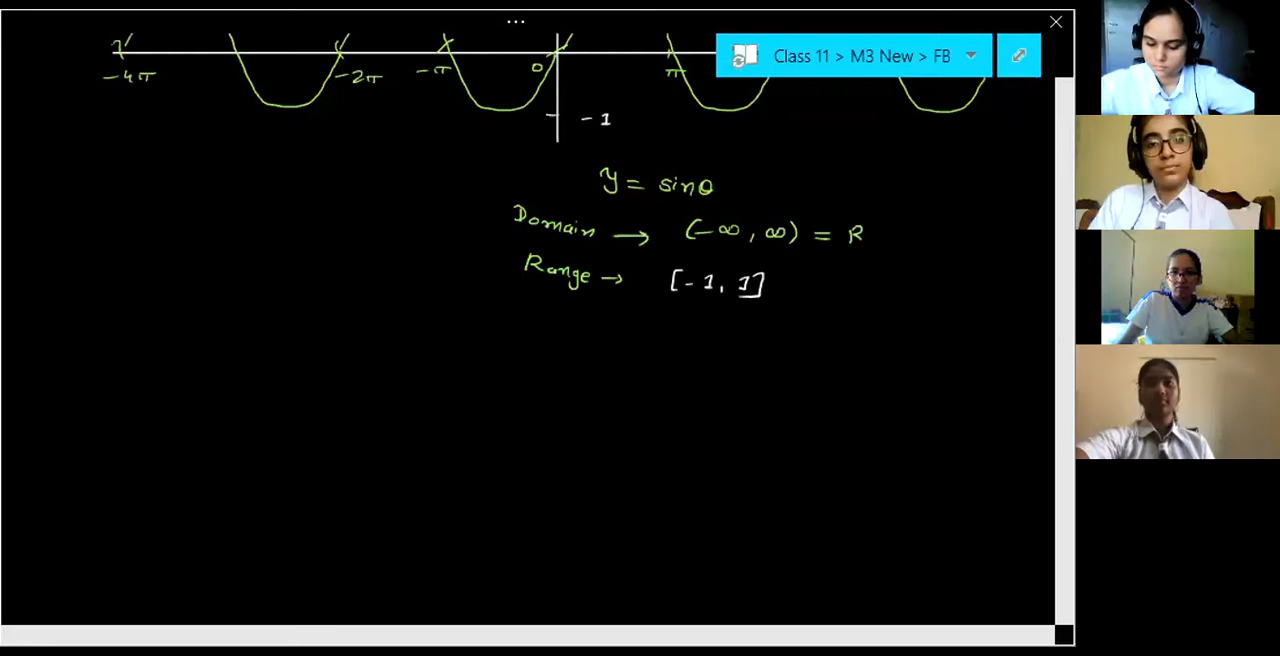 ...
Class 11 > M3 New > FB
-4π -2π -π 0 π
-1
y = sinθ
Domain → (-∞, ∞) = R
Range → [-1, 1]